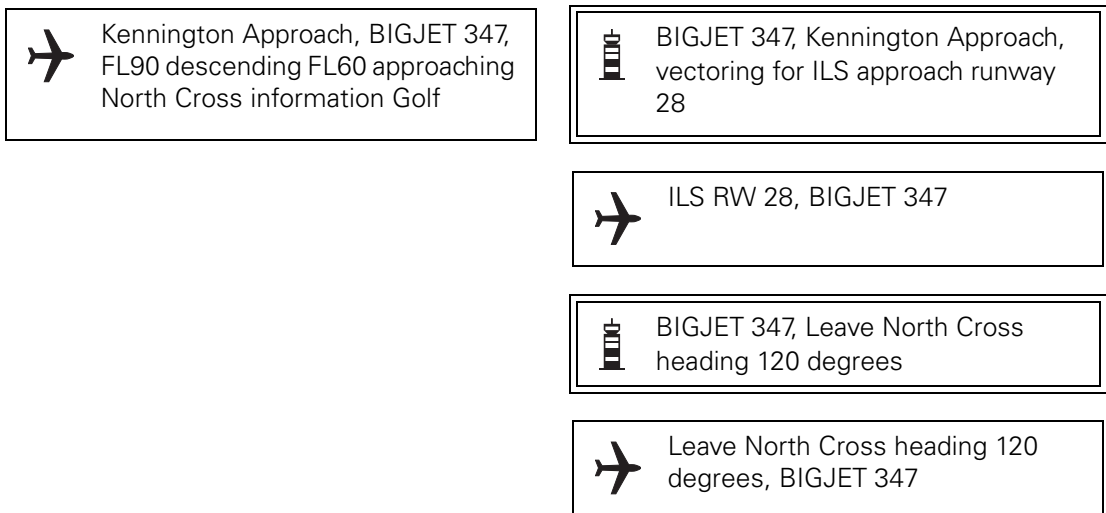 Kennington Approach, BIGJET 347,
FL90 descending FL60 approaching
North Cross information Golf
BIGJET 347, Kennington Approach,
vectoring for ILS approach runway
28
ILS RW 28, BIGJET 347
BIGJET 347, Leave North Cross
heading 120 degrees
Leave North Cross heading 120
degrees, BIGJET 347